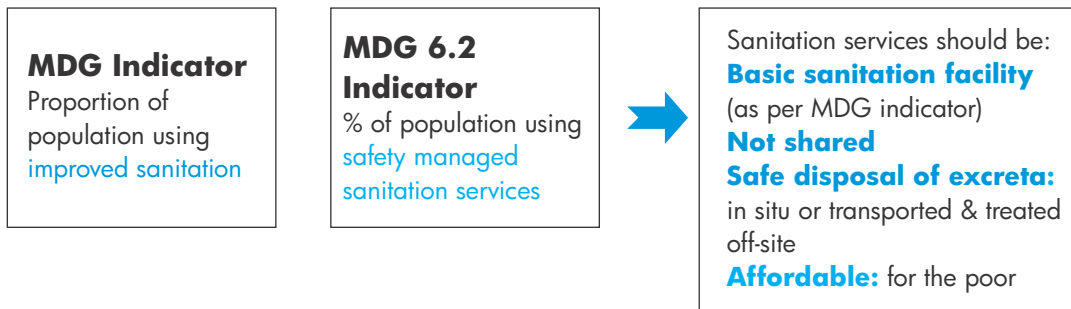 MDG Indicator
Proportion of
population using
improved sanitation
MDG 6.2
Indicator
% of population using
safety managed
sanitation services
Sanitation services should be:
Basic sanitation facility
(as per MDG indicator)
Not shared
Safe disposal of excreta:
in situ or transported & treated
off-site
Affordable: for the poor